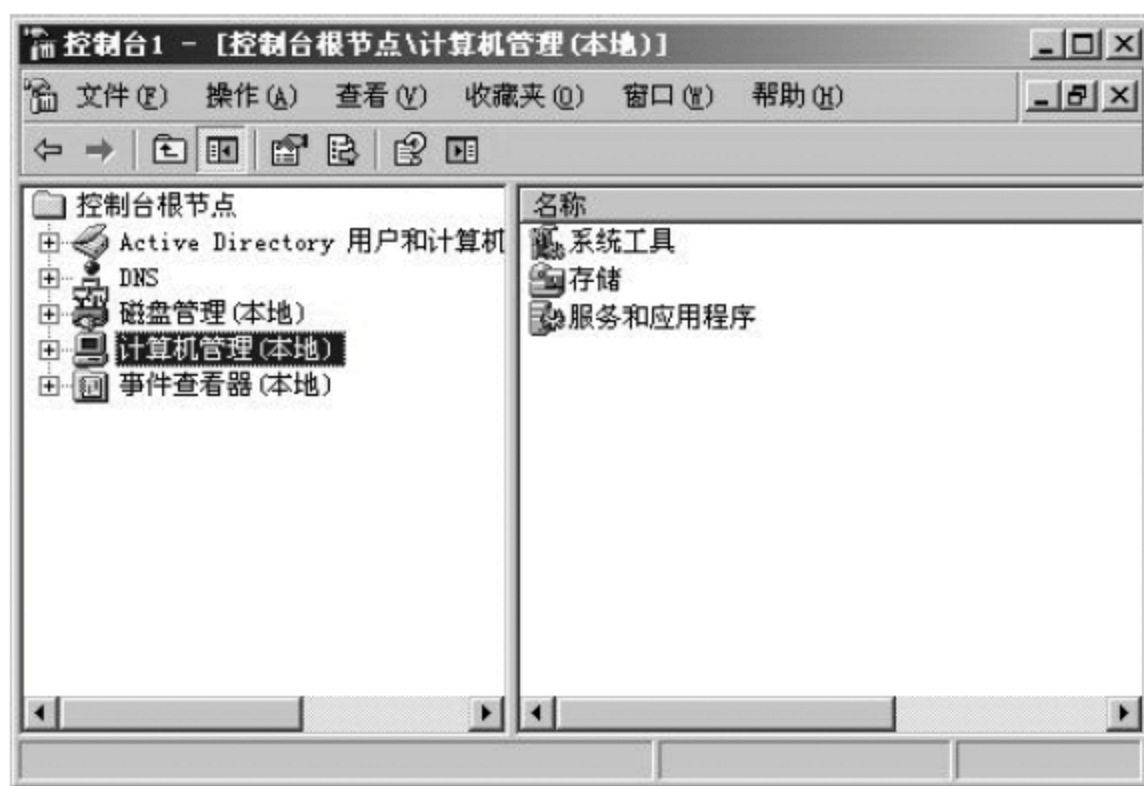 控制台1 - [控制台根节点\计算机管理(本地)]
文件(F) 操作(A) 查看(V) 收藏夹(O) 窗口(W) 帮助(H)
控制台根节点
Active Directory 用户和计算机
DNS
磁盘管理(本地)
计算机管理(本地)
事件查看器(本地)
名称
系统工具
存储
服务和应用程序